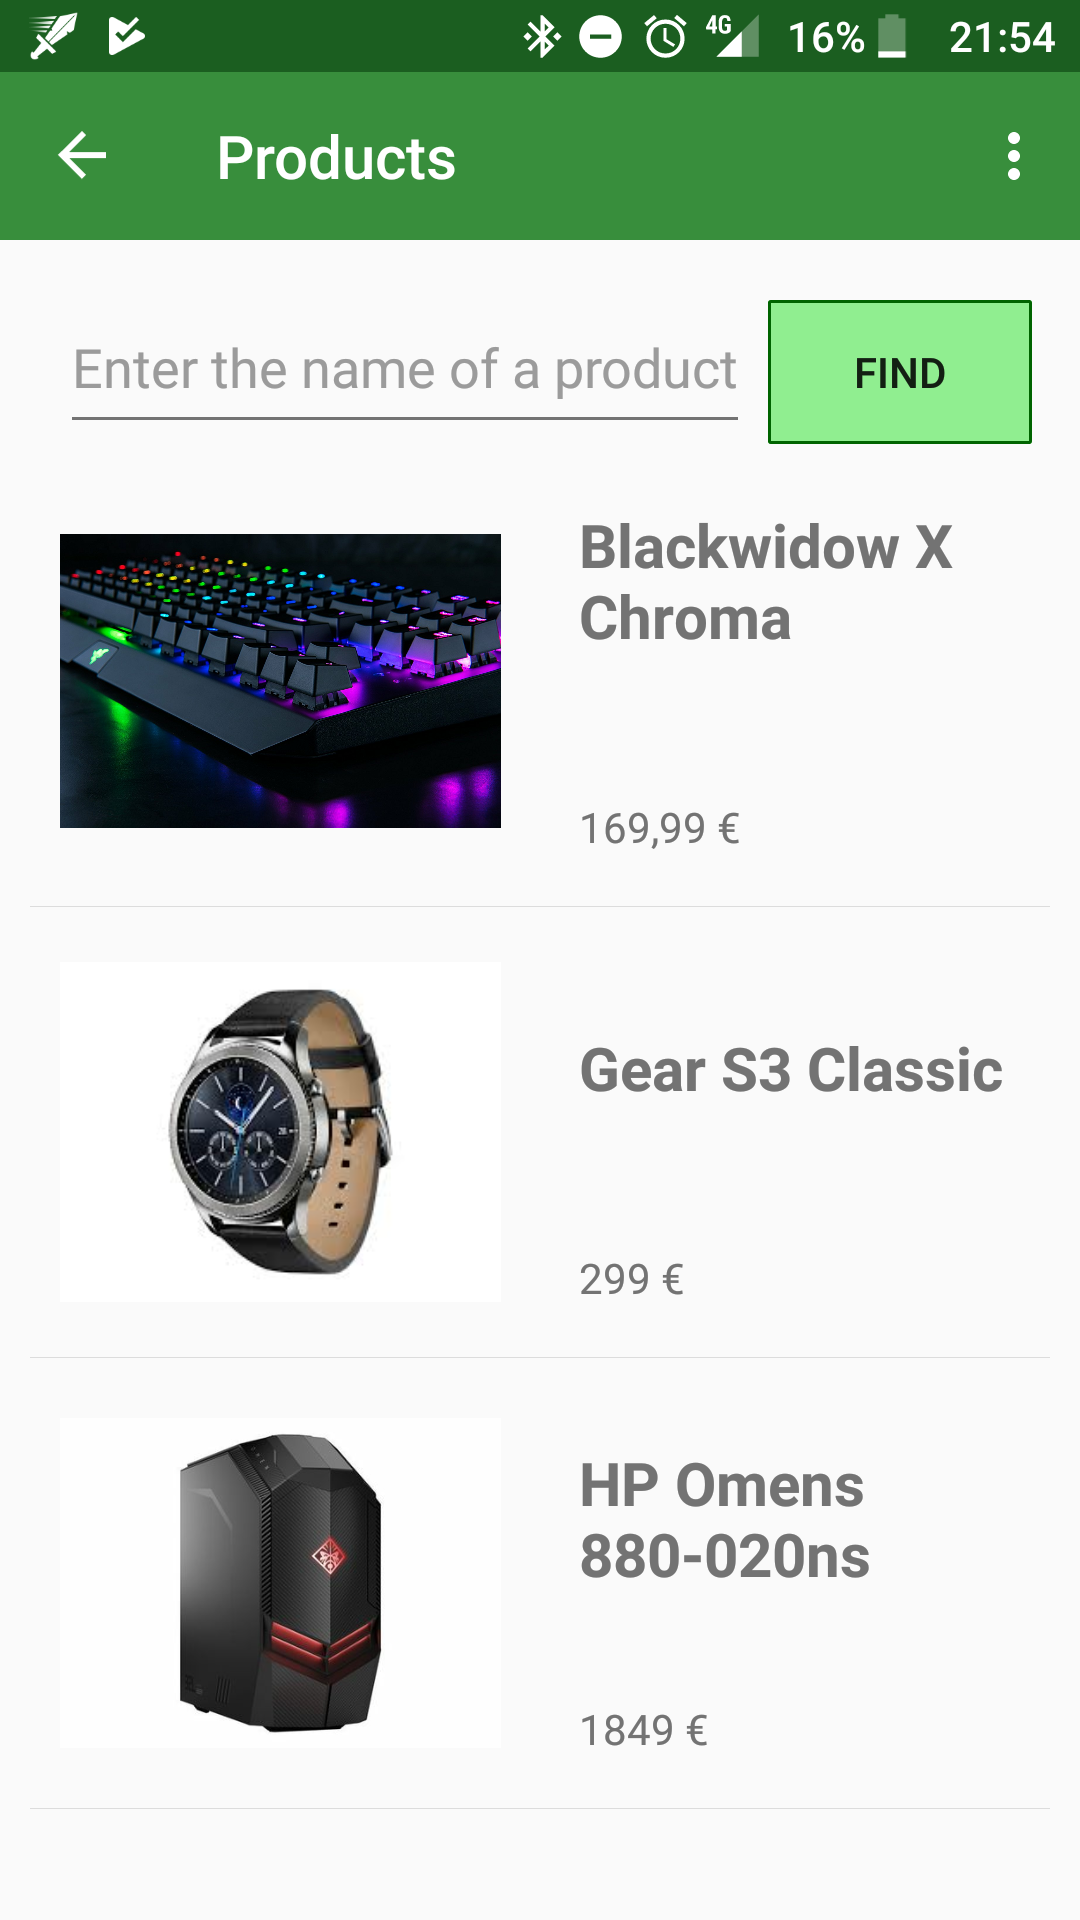 4G 16% 21:54
Products
Enter the name of a product FIND
Blackwidow X
Chroma
169,99 €
Gear S3 Classic
299 €
HP Omens
880-020ns
1849 €